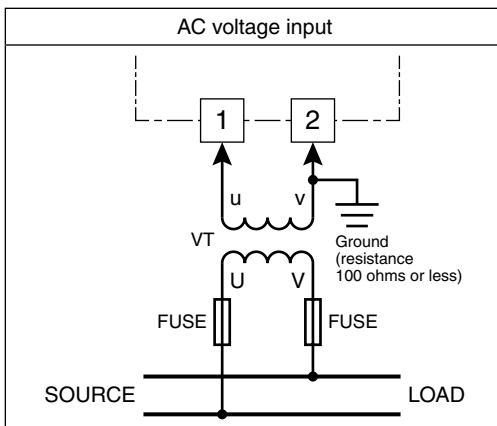 AC voltage input
1 2
u v
VT
Ground
(resistance
100 ohms or less)
U V
FUSE FUSE
SOURCE LOAD